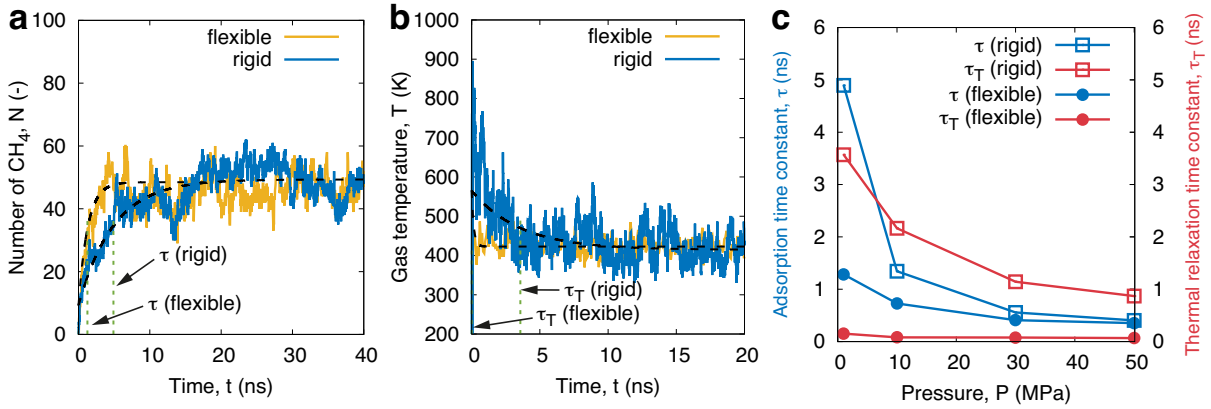 a
flexible
rigid
Number of CH4, N (-)
100
80
60
40
20
0
τ (rigid)
τ (flexible)
0 10 20 30 40
Time, t (ns)
b
flexible
rigid
Gas temperature, T (K)
1000
900
800
700
600
500
400
300
200
τT (rigid)
τT (flexible)
0 5 10 15 20
Time, t (ns)
c
τ (rigid)
τT (rigid)
τ (flexible)
τT (flexible)
Adsorption time constant, τ (ns)
6
5
4
3
2
1
0
Thermal relaxation time constant, τT (ns)
6
5
4
3
2
1
0
0 10 20 30 40 50
Pressure, P (MPa)